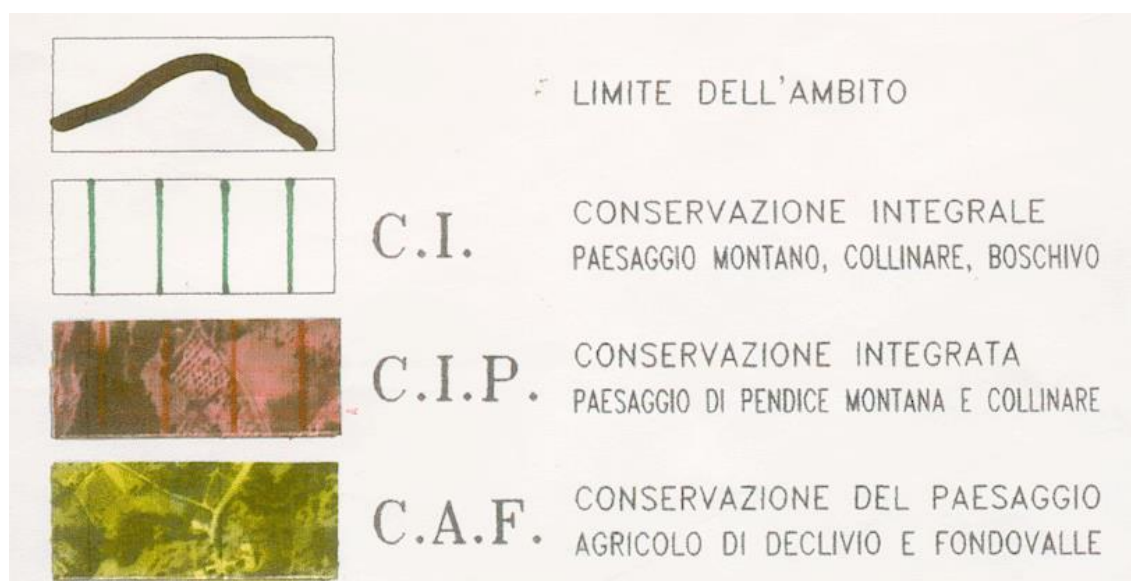 LIMITE DELL'AMBITO
C.I.
CONSERVAZIONE INTEGRALE
PAESAGGIO MONTANO, COLLINARE, BOSCHIVO
C.I.P.
CONSERVAZIONE INTEGRATA
PAESAGGIO DI PENDICE MONTANA E COLLINARE
C.A.F.
CONSERVAZIONE DEL PAESAGGIO
AGRICOLO DI DECLIVIO E FONDOVALLE